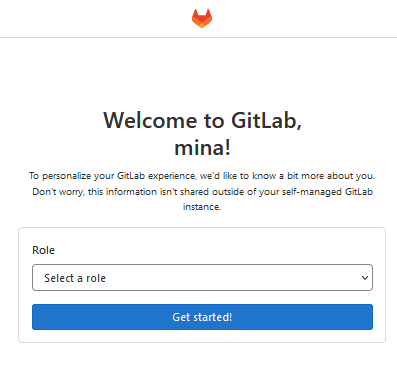 Welcome to GitLab,
mina!
To personalize your GitLab experience, we'd like to know a bit more about you.
Don't worry, this information isn't shared outside of your self-managed GitLab
instance.
Role
Select a role
Get started!